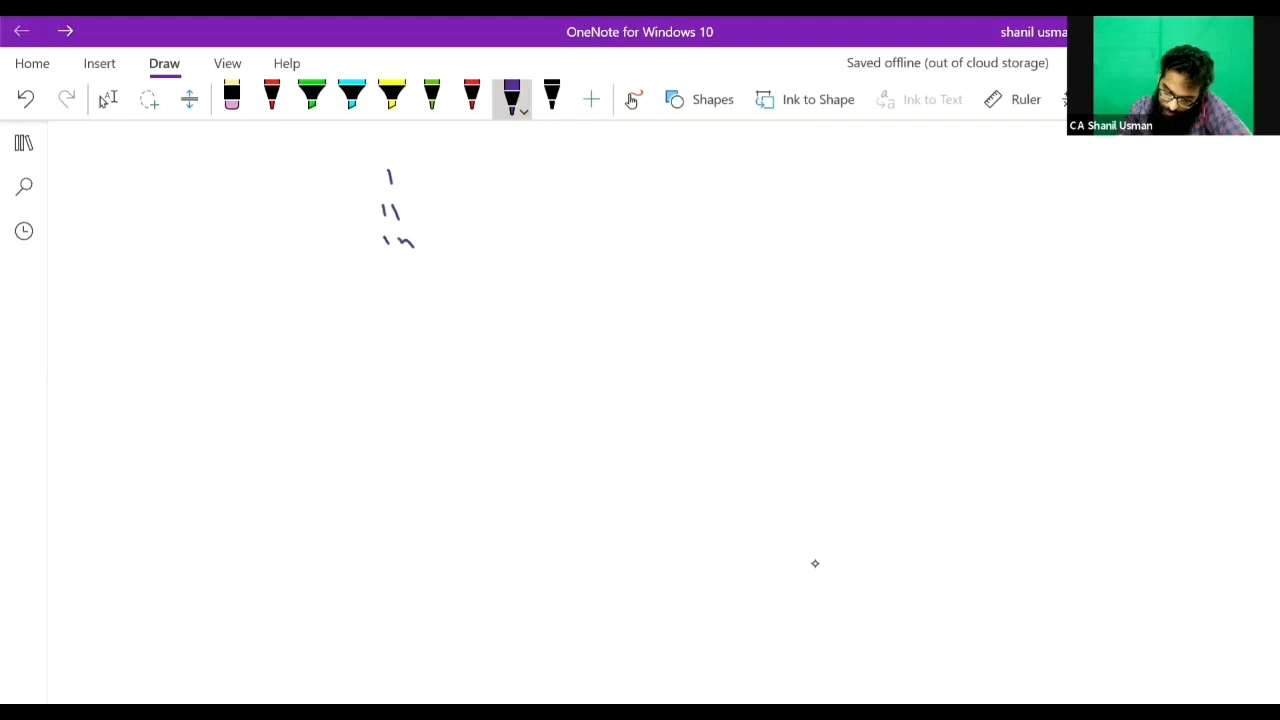 OneNote for Windows 10
shanil usma
Home Insert Draw View Help
Saved offline (out of cloud storage)
Shapes Ink to Shape Ink to Text Ruler
CA Shanil Usman